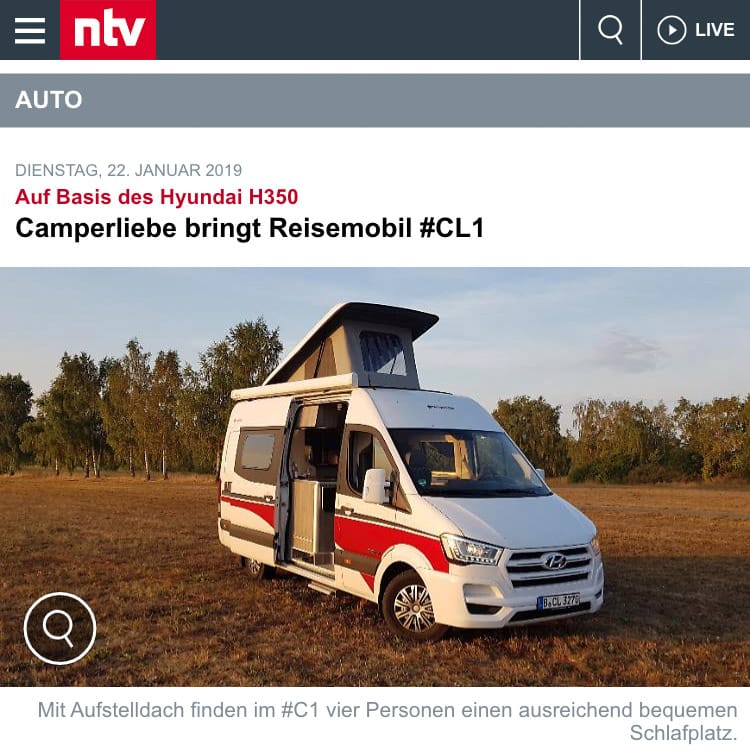 ntv
LIVE
AUTO
DIENSTAG, 22. JANUAR 2019
Auf Basis des Hyundai H350
Camperliebe bringt Reisemobil #CL1
B CL 3270
Mit Aufstelldach finden im #C1 vier Personen einen ausreichend bequemen
Schlafplatz.